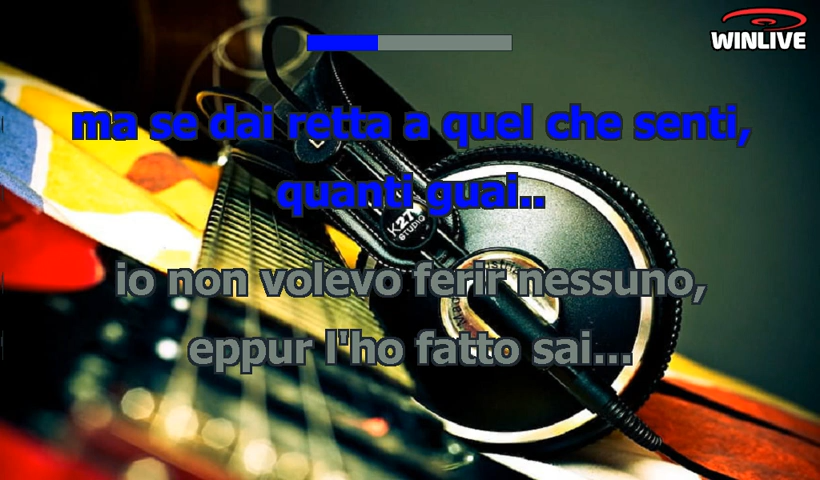 WINLIVE
ma se dai retta a quel che senti,
quanti guai..
K271
STUDIO
io non volevo ferir nessuno,
eppur l'ho fatto sai...